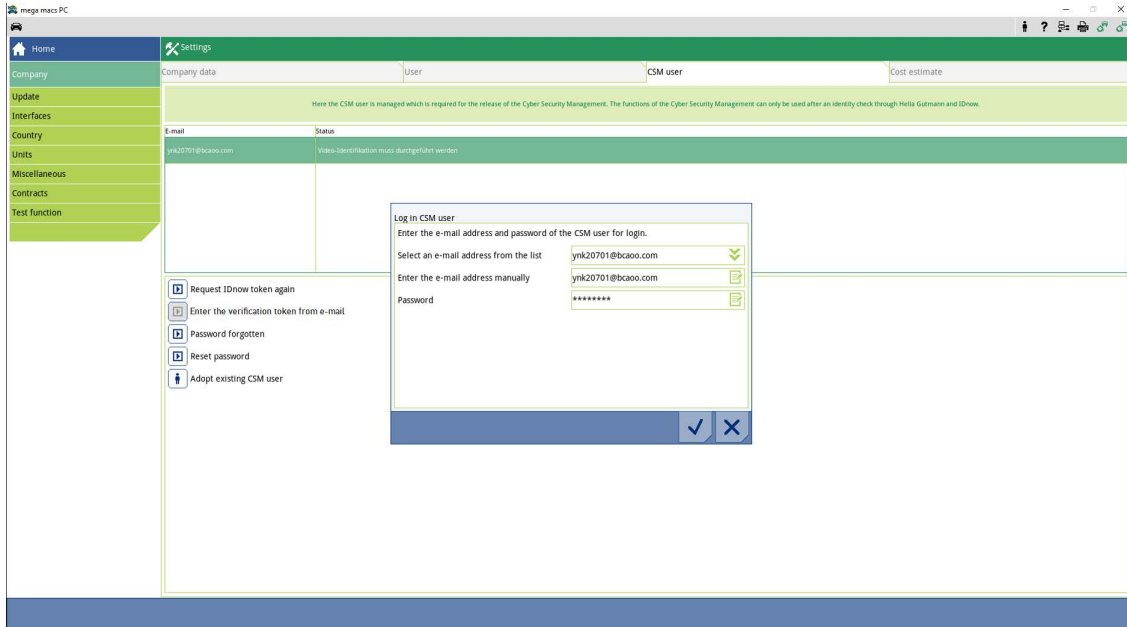 mega macs PC
Home
Settings
Company
Company data
User
CSM user
Cost estimate
Update
Interfaces
Country
Units
Miscellaneous
Contracts
Test function
Here the CSM user is managed which is required for the release of the Cyber Security Management. The functions of the Cyber Security Management can only be used after an identity check through Hella Gutmann and IDnow.
E-mail
Status
ynk20701@bcaoo.com
Video-Identifikation muss durchgeführt werden
Log in CSM user
Enter the e-mail address and password of the CSM user for login.
Select an e-mail address from the list
ynk20701@bcaoo.com
Enter the e-mail address manually
ynk20701@bcaoo.com
Password
********
Request IDnow token again
Enter the verification token from e-mail
Password forgotten
Reset password
Adopt existing CSM user